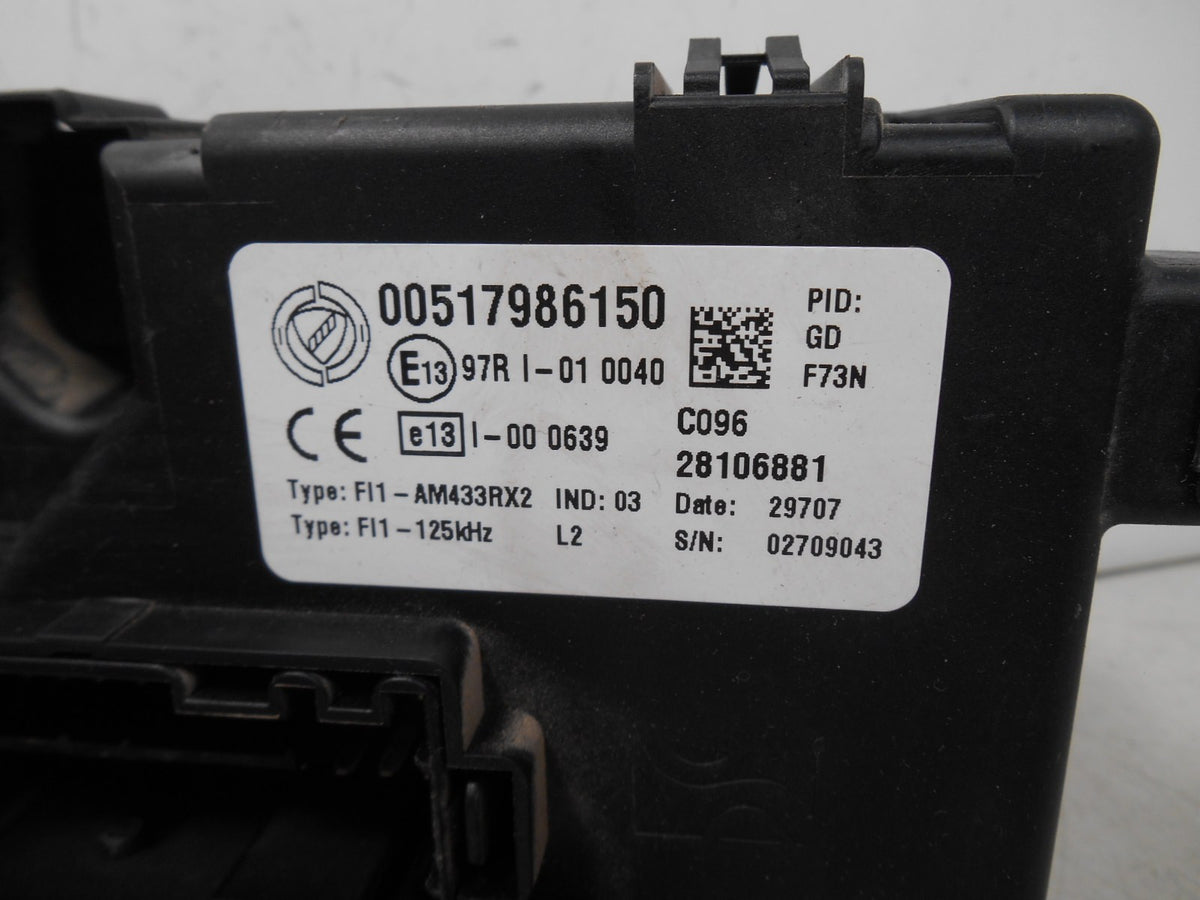 00517986150
E13 97R I-01 0040
PID:
GD
F73N
CE e13 I-00 0639
C096
28106881
Type: FI1-AM433RX2 IND: 03 Date: 29707
Type: FI1-125kHz L2 S/N: 02709043